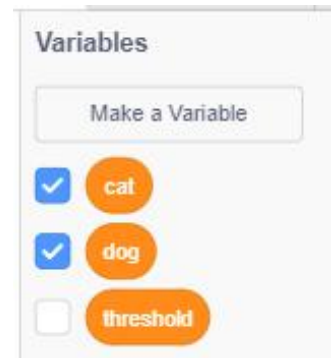 Variables
Make a Variable
cat
dog
threshold